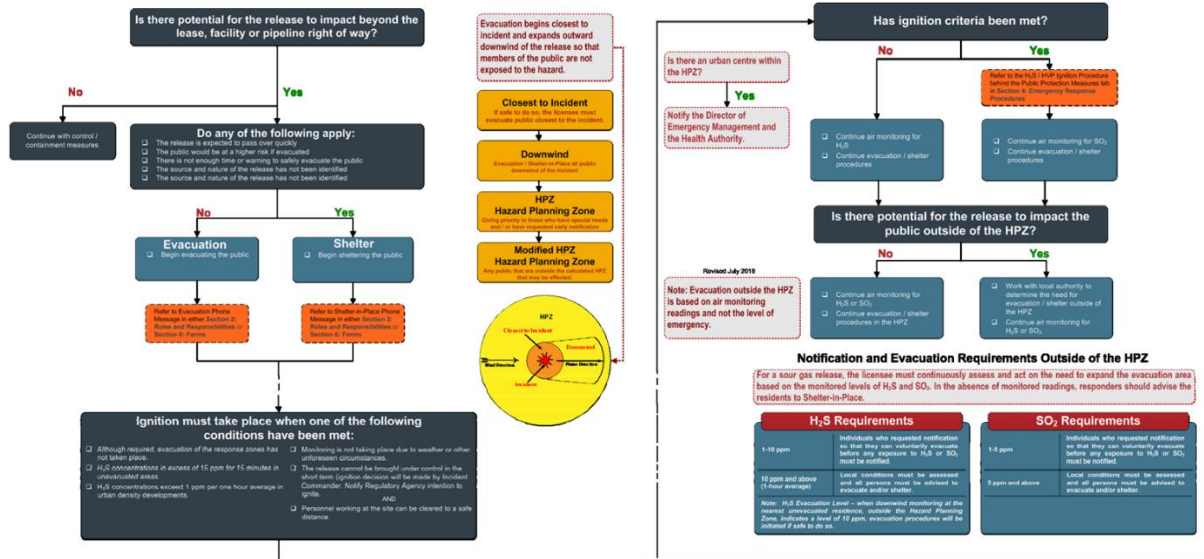 Is there potential for the release to impact beyond the
lease, facility or pipeline right of way?
No
Yes
Continue with control /
containment measures
Do any of the following apply:
❑ The release is expected to pass over quickly
❑ The public would be at a higher risk if evacuated
❑ There is not enough time or warning to safely evacuate the public
❑ The source and nature of the release has not been identified
❑ The source and nature of the release has not been identified
No
Yes
Evacuation
❑ Begin evacuating the public
Shelter
❑ Begin sheltering the public
Refer to Evacuation Phone
Message in either Section 2:
Roles and Responsibilities or
Section 6: Forms
Refer to Shelter-in-Place Phone
Message in either Section 2:
Roles and Responsibilities or
Section 6: Forms
Ignition must take place when one of the following
conditions have been met:
❑ Although required, evacuation of the response zones has
not taken place.
❑ H₂S concentrations in excess of 15 ppm for 15 minutes in
unevacuated areas.
❑ H₂S concentrations exceed 1 ppm per one hour average in
urban density developments.
❑ Monitoring is not taking place due to weather or other
unforeseen circumstances.
❑ The release cannot be brought under control in the
short term (ignition decision will be made by Incident
Commander, Notify Regulatory Agency intention to
ignite.
AND
❑ Personnel working at the site can be cleared to a safe
distance.
Evacuation begins closest to
incident and expands outward
downwind of the release so that
members of the public are not
exposed to the hazard.
Closest to Incident
If safe to do so, the licensee must
evacuate public closest to the incident.
Downwind
Evacuation / Shelter-in-Place all public
downwind of the incident
HPZ
Hazard Planning Zone
Giving priority to those who have special needs
and / or have requested early notification
Modified HPZ
Hazard Planning Zone
Any public that are outside the calculated HPZ
that may be affected.
HPZ
Closest to Incident
Downwind
Wind Direction
Plume Direction
Incident
Has ignition criteria been met?
No
Yes
Is there an urban centre within
the HPZ?
Yes
Notify the Director of
Emergency Management and
the Health Authority.
Refer to the H₂S / HVP Ignition Procedure
behind the Public Protection Measures tab
in Section 4: Emergency Response
Procedures
❑ Continue air monitoring for
H₂S
❑ Continue evacuation / shelter
procedures
❑ Continue air monitoring for SO₂
❑ Continue evacuation / shelter
procedures
Is there potential for the release to impact the
public outside of the HPZ?
No
Yes
Revised July 2018
Note: Evacuation outside the HPZ
is based on air monitoring
readings and not the level of
emergency.
❑ Continue air monitoring for
H₂S or SO₂
❑ Continue evacuation / shelter
procedures in the HPZ
❑ Work with local authority to
determine the need for
evacuation / shelter outside of
the HPZ
❑ Continue air monitoring for
H₂S or SO₂
Notification and Evacuation Requirements Outside of the HPZ
For a sour gas release, the licensee must continuously assess and act on the need to expand the evacuation area
based on the monitored levels of H₂S and SO₂. In the absence of monitored readings, responders should advise the
residents to Shelter-in-Place.
H₂S Requirements
1-10 ppm
Individuals who requested notification
so that they can voluntarily evacuate
before any exposure to H₂S or SO₂
must be notified.
10 ppm and above
(1-hour average)
Local conditions must be assessed
and all persons must be advised to
evacuate and/or shelter.
Note: H₂S Evacuation Level – when downwind monitoring at
the nearest unevacuated residence, outside the Hazard Planning
Zone, indicates a level of 10 ppm, evacuation procedures will be
initiated if safe to do so.
SO₂ Requirements
1-5 ppm
Individuals who requested notification
so that they can voluntarily evacuate
before any exposure to H₂S or SO₂
must be notified.
5 ppm and above
Local conditions must be assessed
and all persons must be advised to
evacuate and/or shelter.